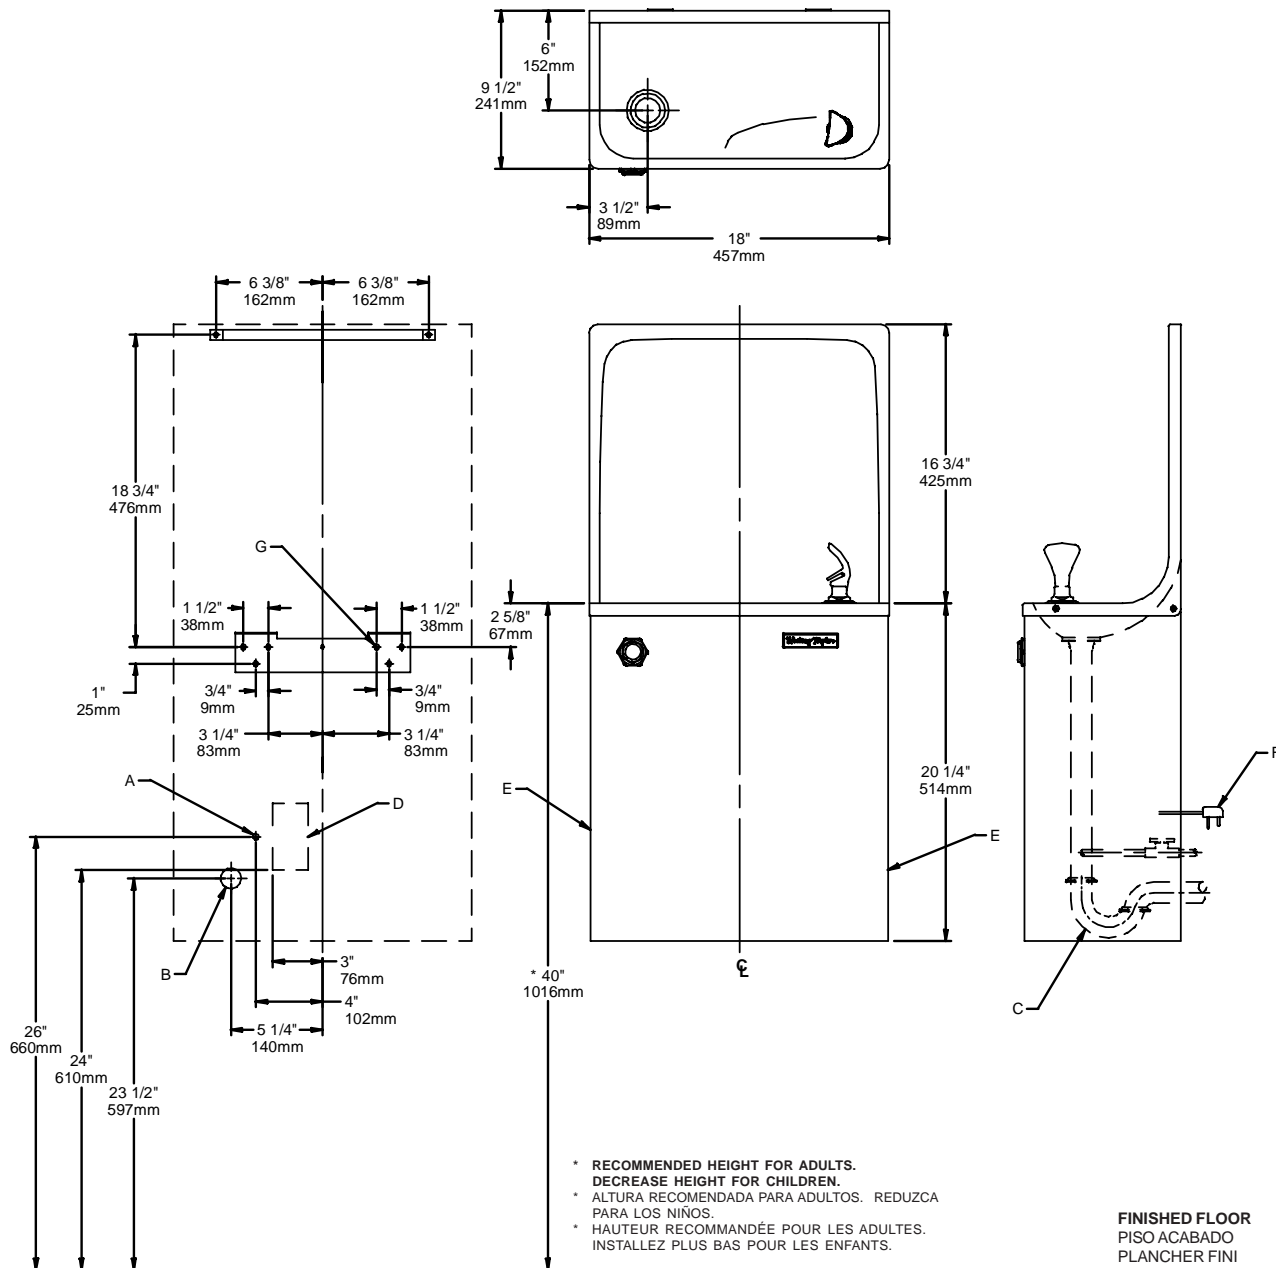 6"
152mm
9 1/2"
241mm
3 1/2"
89mm
18"
457mm
6 3/8"
162mm
6 3/8"
162mm
18 3/4"
476mm
16 3/4"
425mm
G
1 1/2"
38mm
1 1/2"
38mm
2 5/8"
67mm
1"
25mm
3/4"
9mm
3/4"
9mm
3 1/4"
83mm
3 1/4"
83mm
A
D
E
20 1/4"
514mm
F
E
B
3"
76mm
4"
102mm
5 1/4"
140mm
* 40"
1016mm
C
26"
660mm
24"
610mm
23 1/2"
597mm
* RECOMMENDED HEIGHT FOR ADULTS.
DECREASE HEIGHT FOR CHILDREN.
* ALTURA RECOMENDADA PARA ADULTOS. REDUZCA
PARA LOS NIÑOS.
* HAUTEUR RECOMMANDÉE POUR LES ADULTES.
INSTALLEZ PLUS BAS POUR LES ENFANTS.
FINISHED FLOOR
PISO ACABADO
PLANCHER FINI